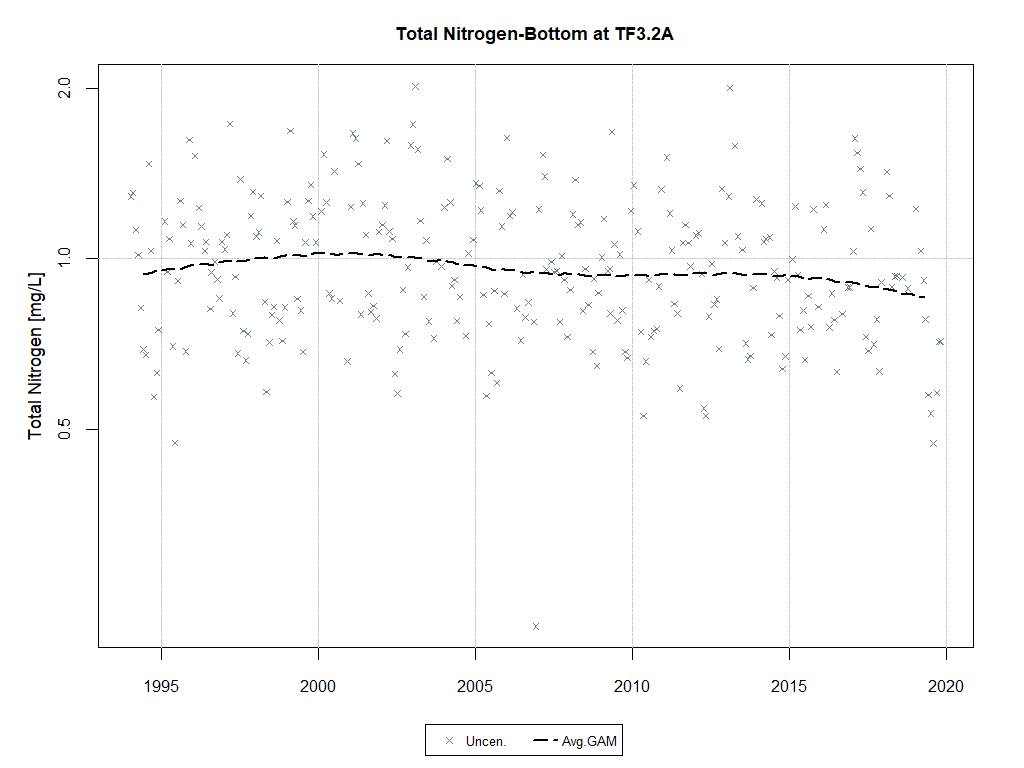 Total Nitrogen-Bottom at TF3.2A
Total Nitrogen [mg/L]
2.0
1.0
0.5
1995 2000 2005 2010 2015 2020
Uncen. Avg.GAM